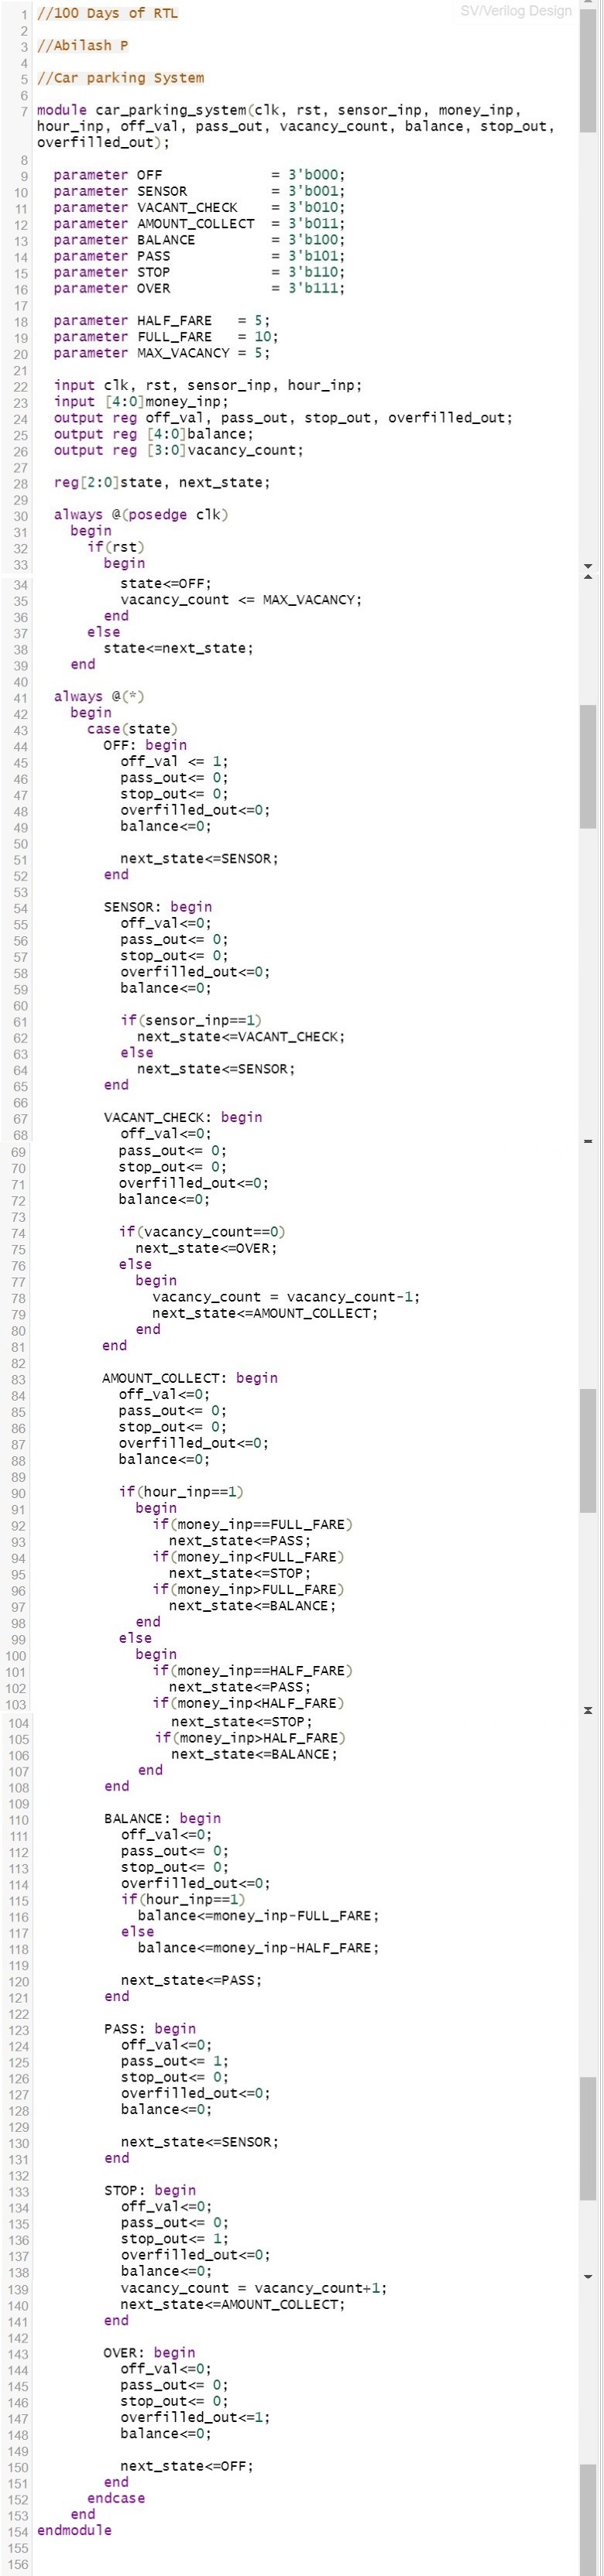 SV/Verilog Design
1 //100 Days of RTL
2
3 //Abilash P
4
5 //Car parking System
6
7 module car_parking_system(clk, rst, sensor_inp, money_inp,
hour_inp, off_val, pass_out, vacancy_count, balance, stop_out,
overfilled_out);
8
9 parameter OFF = 3'b000;
10 parameter SENSOR = 3'b001;
11 parameter VACANT_CHECK = 3'b010;
12 parameter AMOUNT_COLLECT = 3'b011;
13 parameter BALANCE = 3'b100;
14 parameter PASS = 3'b101;
15 parameter STOP = 3'b110;
16 parameter OVER = 3'b111;
17
18 parameter HALF_FARE = 5;
19 parameter FULL_FARE = 10;
20 parameter MAX_VACANCY = 5;
21
22 input clk, rst, sensor_inp, hour_inp;
23 input [4:0]money_inp;
24 output reg off_val, pass_out, stop_out, overfilled_out;
25 output reg [4:0]balance;
26 output reg [3:0]vacancy_count;
27
28 reg[2:0]state, next_state;
29
30 always @(posedge clk)
31 begin
32 if(rst)
33 begin
34 state<=OFF;
35 vacancy_count <= MAX_VACANCY;
36 end
37 else
38 state<=next_state;
39 end
40
41 always @(*)
42 begin
43 case(state)
44 OFF: begin
45 off_val <= 1;
46 pass_out<= 0;
47 stop_out<= 0;
48 overfilled_out<=0;
49 balance<=0;
50
51 next_state<=SENSOR;
52 end
53
54 SENSOR: begin
55 off_val<=0;
56 pass_out<= 0;
57 stop_out<= 0;
58 overfilled_out<=0;
59 balance<=0;
60
61 if(sensor_inp==1)
62 next_state<=VACANT_CHECK;
63 else
64 next_state<=SENSOR;
65 end
66
67 VACANT_CHECK: begin
68 off_val<=0;
69 pass_out<= 0;
70 stop_out<= 0;
71 overfilled_out<=0;
72 balance<=0;
73
74 if(vacancy_count==0)
75 next_state<=OVER;
76 else
77 begin
78 vacancy_count = vacancy_count-1;
79 next_state<=AMOUNT_COLLECT;
80 end
81 end
82
83 AMOUNT_COLLECT: begin
84 off_val<=0;
85 pass_out<= 0;
86 stop_out<= 0;
87 overfilled_out<=0;
88 balance<=0;
89
90 if(hour_inp==1)
91 begin
92 if(money_inp==FULL_FARE)
93 next_state<=PASS;
94 if(money_inp<FULL_FARE)
95 next_state<=STOP;
96 if(money_inp>FULL_FARE)
97 next_state<=BALANCE;
98 end
99 else
100 begin
101 if(money_inp==HALF_FARE)
102 next_state<=PASS;
103 if(money_inp<HALF_FARE)
104 next_state<=STOP;
105 if(money_inp>HALF_FARE)
106 next_state<=BALANCE;
107 end
108 end
109
110 BALANCE: begin
111 off_val<=0;
112 pass_out<= 0;
113 stop_out<= 0;
114 overfilled_out<=0;
115 if(hour_inp==1)
116 balance<=money_inp-FULL_FARE;
117 else
118 balance<=money_inp-HALF_FARE;
119
120 next_state<=PASS;
121 end
122
123 PASS: begin
124 off_val<=0;
125 pass_out<= 1;
126 stop_out<= 0;
127 overfilled_out<=0;
128 balance<=0;
129
130 next_state<=SENSOR;
131 end
132
133 STOP: begin
134 off_val<=0;
135 pass_out<= 0;
136 stop_out<= 1;
137 overfilled_out<=0;
138 balance<=0;
139 vacancy_count = vacancy_count+1;
140 next_state<=AMOUNT_COLLECT;
141 end
142
143 OVER: begin
144 off_val<=0;
145 pass_out<= 0;
146 stop_out<= 0;
147 overfilled_out<=1;
148 balance<=0;
149
150 next_state<=OFF;
151 end
152 endcase
153 end
154 endmodule
155
156